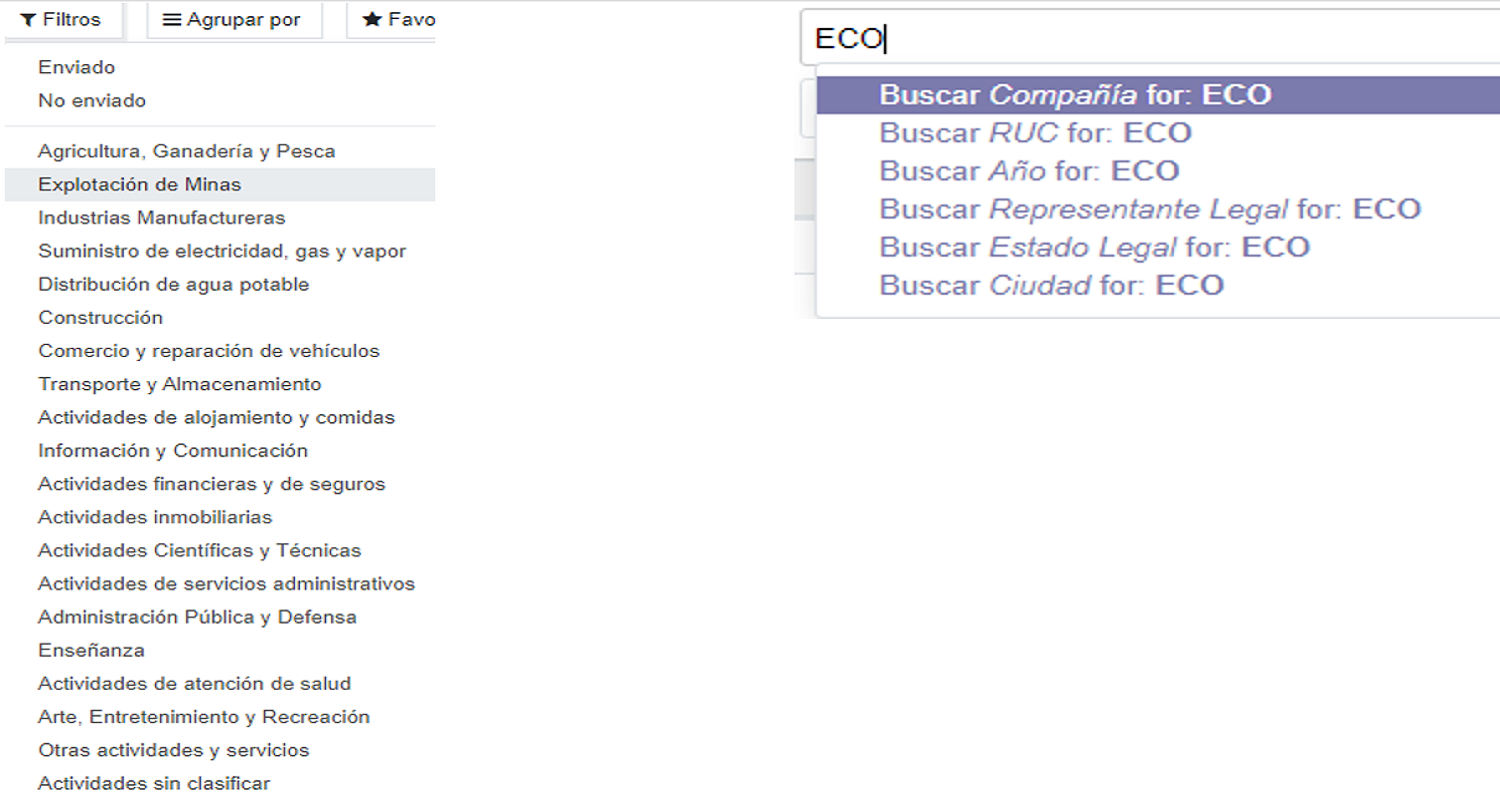 Filtros Agrupar por Favo
Enviado
No enviado
Agricultura, Ganadería y Pesca
Explotación de Minas
Industrias Manufactureras
Suministro de electricidad, gas y vapor
Distribución de agua potable
Construcción
Comercio y reparación de vehículos
Transporte y Almacenamiento
Actividades de alojamiento y comidas
Información y Comunicación
Actividades financieras y de seguros
Actividades inmobiliarias
Actividades Científicas y Técnicas
Actividades de servicios administrativos
Administración Pública y Defensa
Enseñanza
Actividades de atención de salud
Arte, Entretenimiento y Recreación
Otras actividades y servicios
Actividades sin clasificar
ECO
Buscar Compañía for: ECO
Buscar RUC for: ECO
Buscar Año for: ECO
Buscar Representante Legal for: ECO
Buscar Estado Legal for: ECO
Buscar Ciudad for: ECO